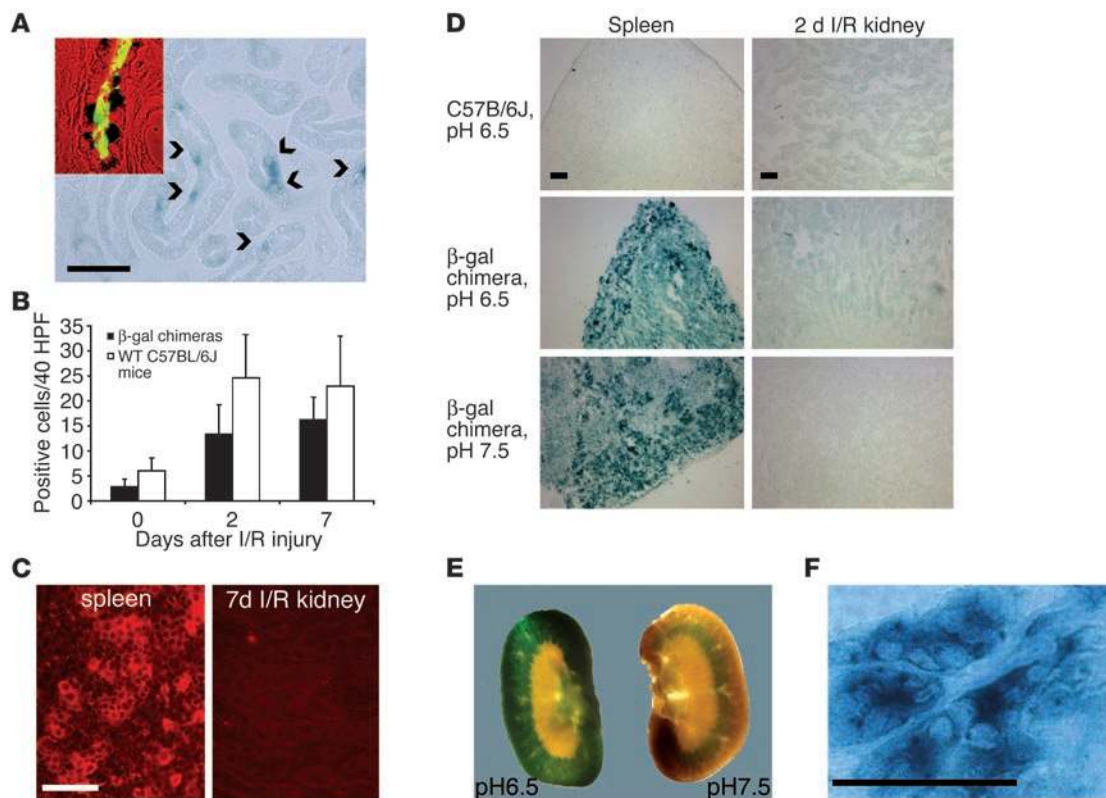 A
B
35
30
25
20
15
10
5
0
Positive cells/40 HPF
β-gal chimeras
WT C57BL/6J
mice
0 2 7
Days after I/R injury
C
spleen
7d I/R kidney
D
Spleen
2 d I/R kidney
C57B/6J,
pH 6.5
β-gal
chimera,
pH 6.5
β-gal
chimera,
pH 7.5
E
pH6.5
pH7.5
F